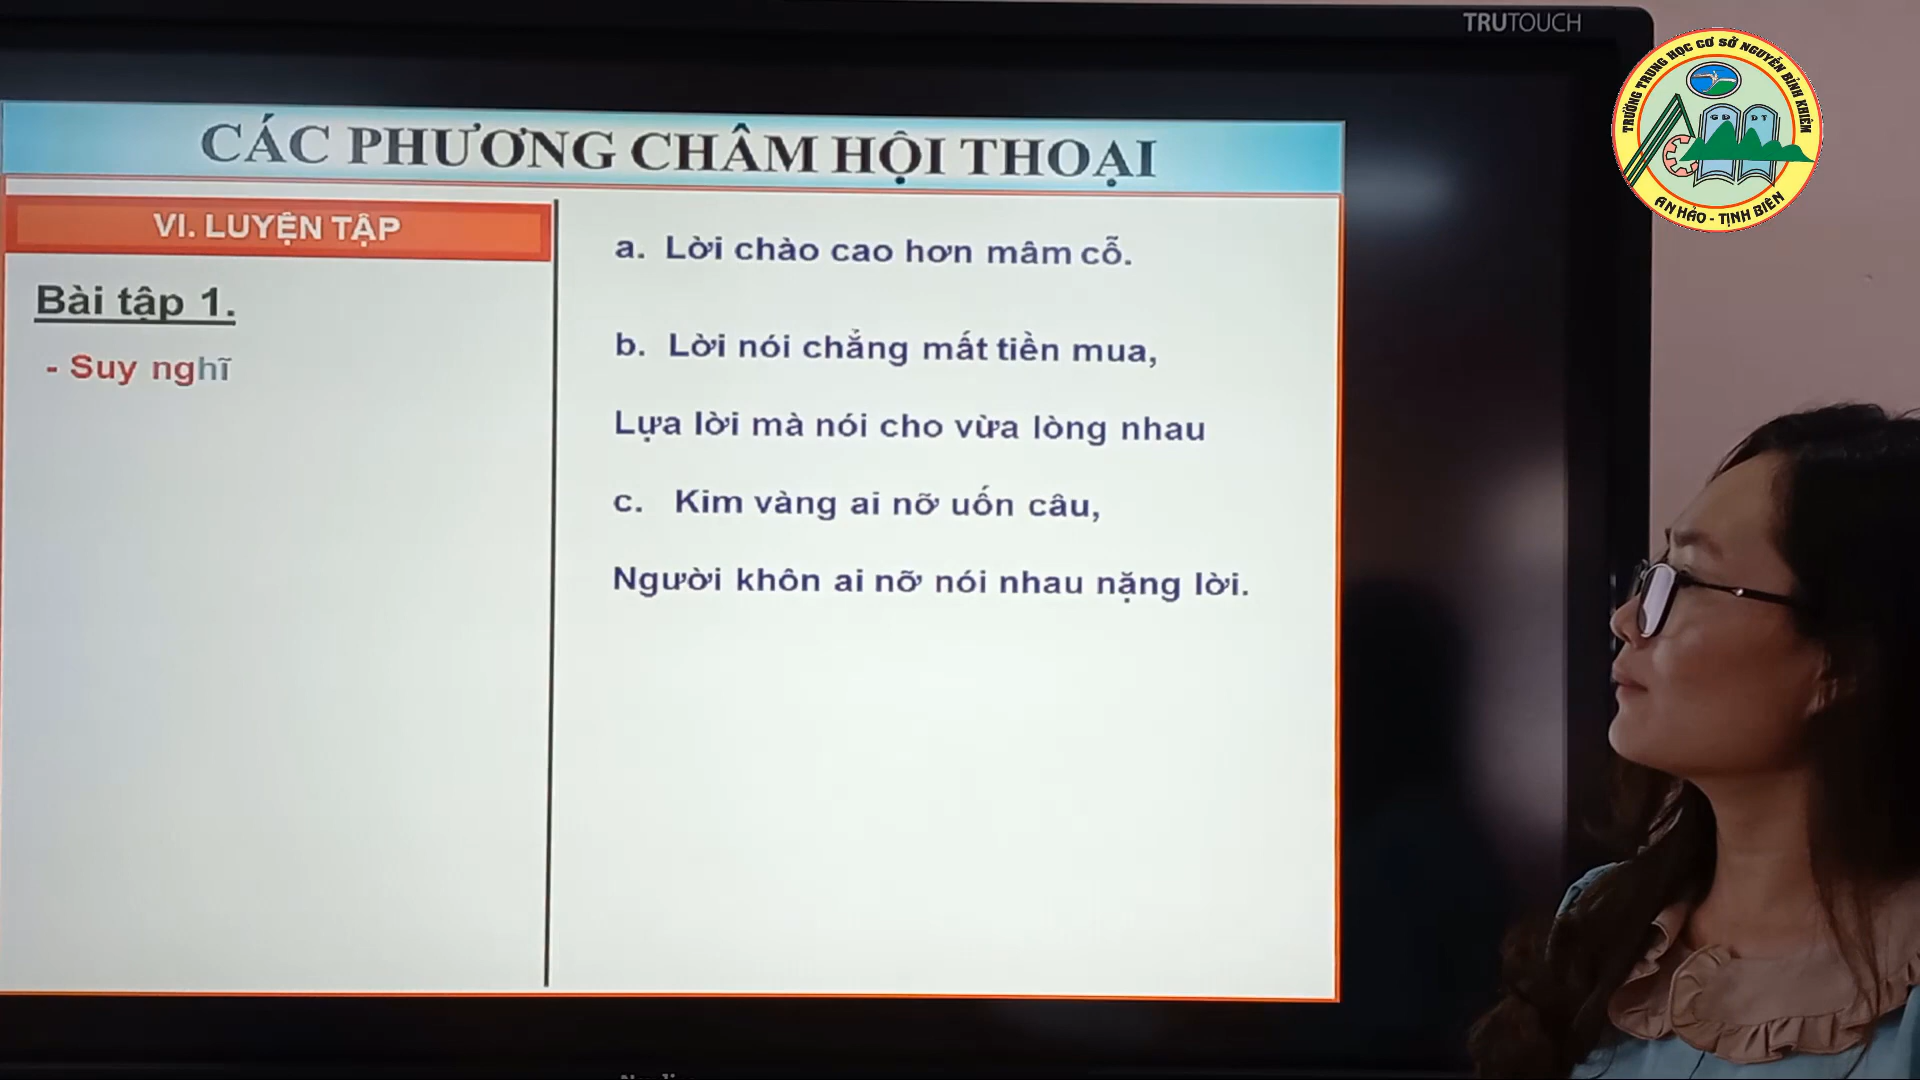 TRUTOUCH
TRƯỜNG TRUNG HỌC CƠ SỞ NGUYỄN BỈNH KHIÊM
GD ĐT
AN HẢO - TỊNH BIÊN
CÁC PHƯƠNG CHÂM HỘI THOẠI
VI. LUYỆN TẬP
Bài tập 1.
- Suy nghĩ
a. Lời chào cao hơn mâm cỗ.
b. Lời nói chẳng mất tiền mua,
Lựa lời mà nói cho vừa lòng nhau
c. Kim vàng ai nỡ uốn câu,
Người khôn ai nỡ nói nhau nặng lời.